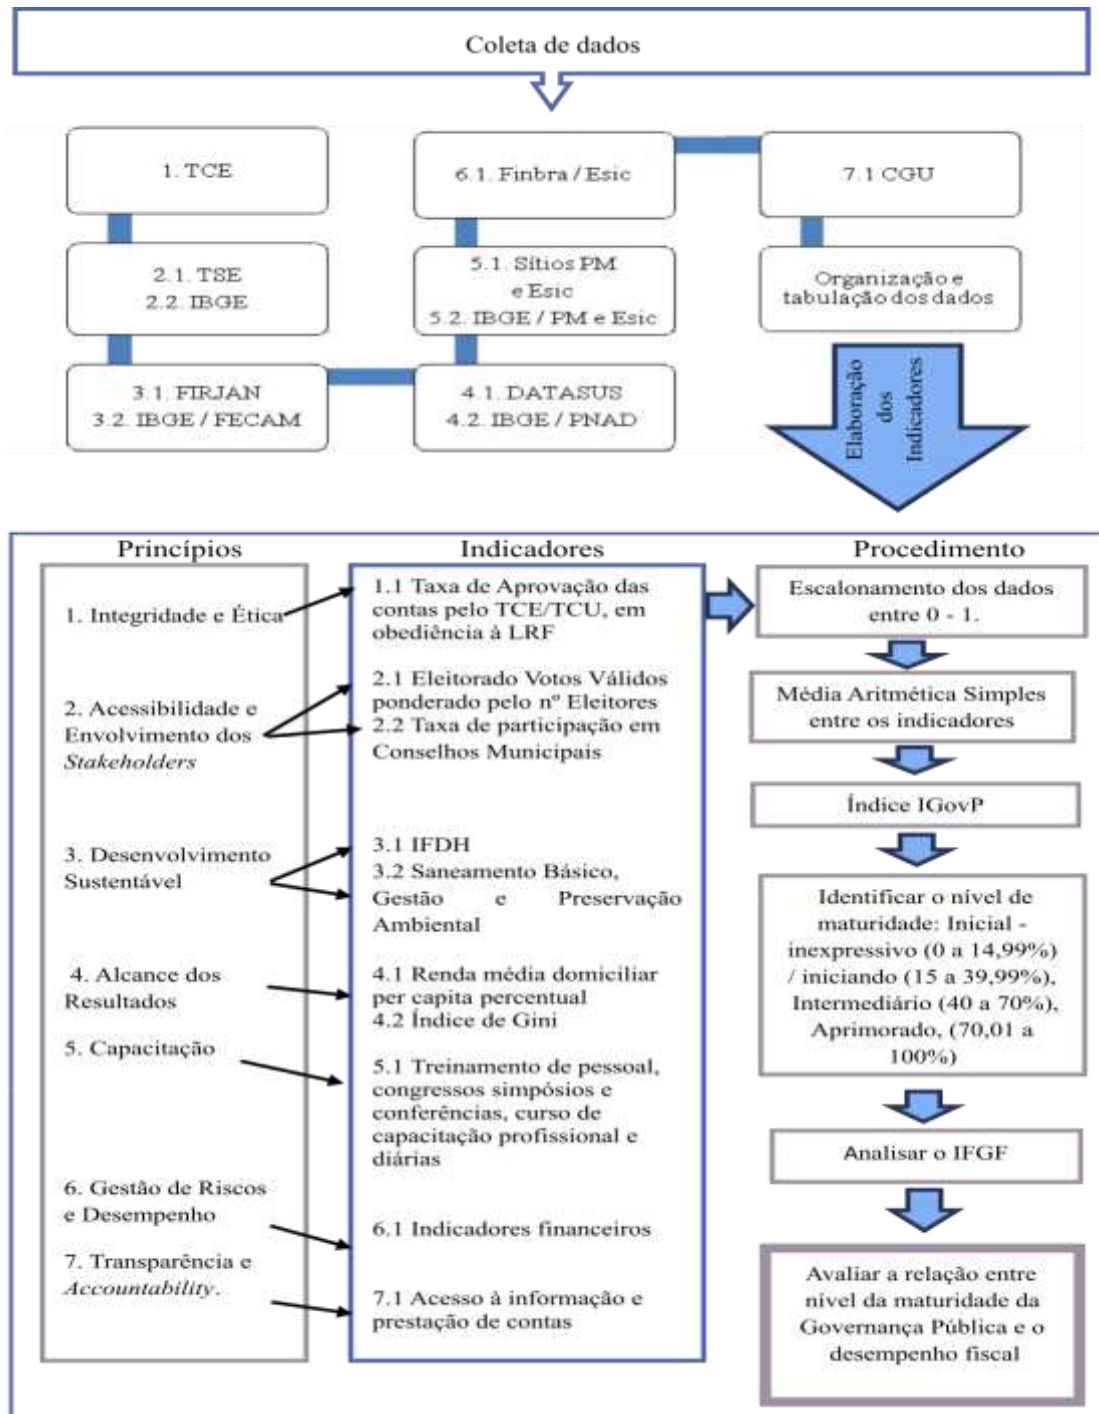 Coleta de dados
1. TCE
2.1. TSE
2.2. IBGE
3.1. FIRJAN
3.2. IBGE / FECAM
4.1. DATASUS
4.2. IBGE / PNAD
5.1. Sítios PM
e Esic
5.2. IBGE / PM e Esic
6.1. Finbra / Esic
7.1 CGU
Organização e
tabulação dos dados
Elaboração
dos
Indicadores
Princípios
1. Integridade e Ética
2. Acessibilidade e
Envolvimento dos
Stakeholders
3. Desenvolvimento
Sustentável
4. Alcance dos
Resultados
5. Capacitação
6. Gestão de Riscos
e Desempenho
7. Transparência e
Accountability.
Indicadores
1.1 Taxa de Aprovação das
contas pelo TCE/TCU, em
obediência à LRF
2.1 Eleitorado Votos Válidos
ponderado pelo nº Eleitores
2.2 Taxa de participação em
Conselhos Municipais
3.1 IFDH
3.2 Saneamento Básico,
Gestão e Preservação
Ambiental
4.1 Renda média domiciliar
per capita percentual
4.2 Índice de Gini
5.1 Treinamento de pessoal,
congressos simpósios e
conferências, curso de
capacitação profissional e
diárias
6.1 Indicadores financeiros
7.1 Acesso à informação e
prestação de contas
Procedimento
Escalonamento dos dados
entre 0 - 1.
Média Aritmética Simples
entre os indicadores
Índice IGovP
Identificar o nível de
maturidade: Inicial -
inexpressivo (0 a 14,99%)
/ iniciando (15 a 39,99%),
Intermediário (40 a 70%),
Aprimorado, (70,01 a
100%)
Analisar o IFGF
Avaliar a relação entre
nível da maturidade da
Governança Pública e o
desempenho fiscal